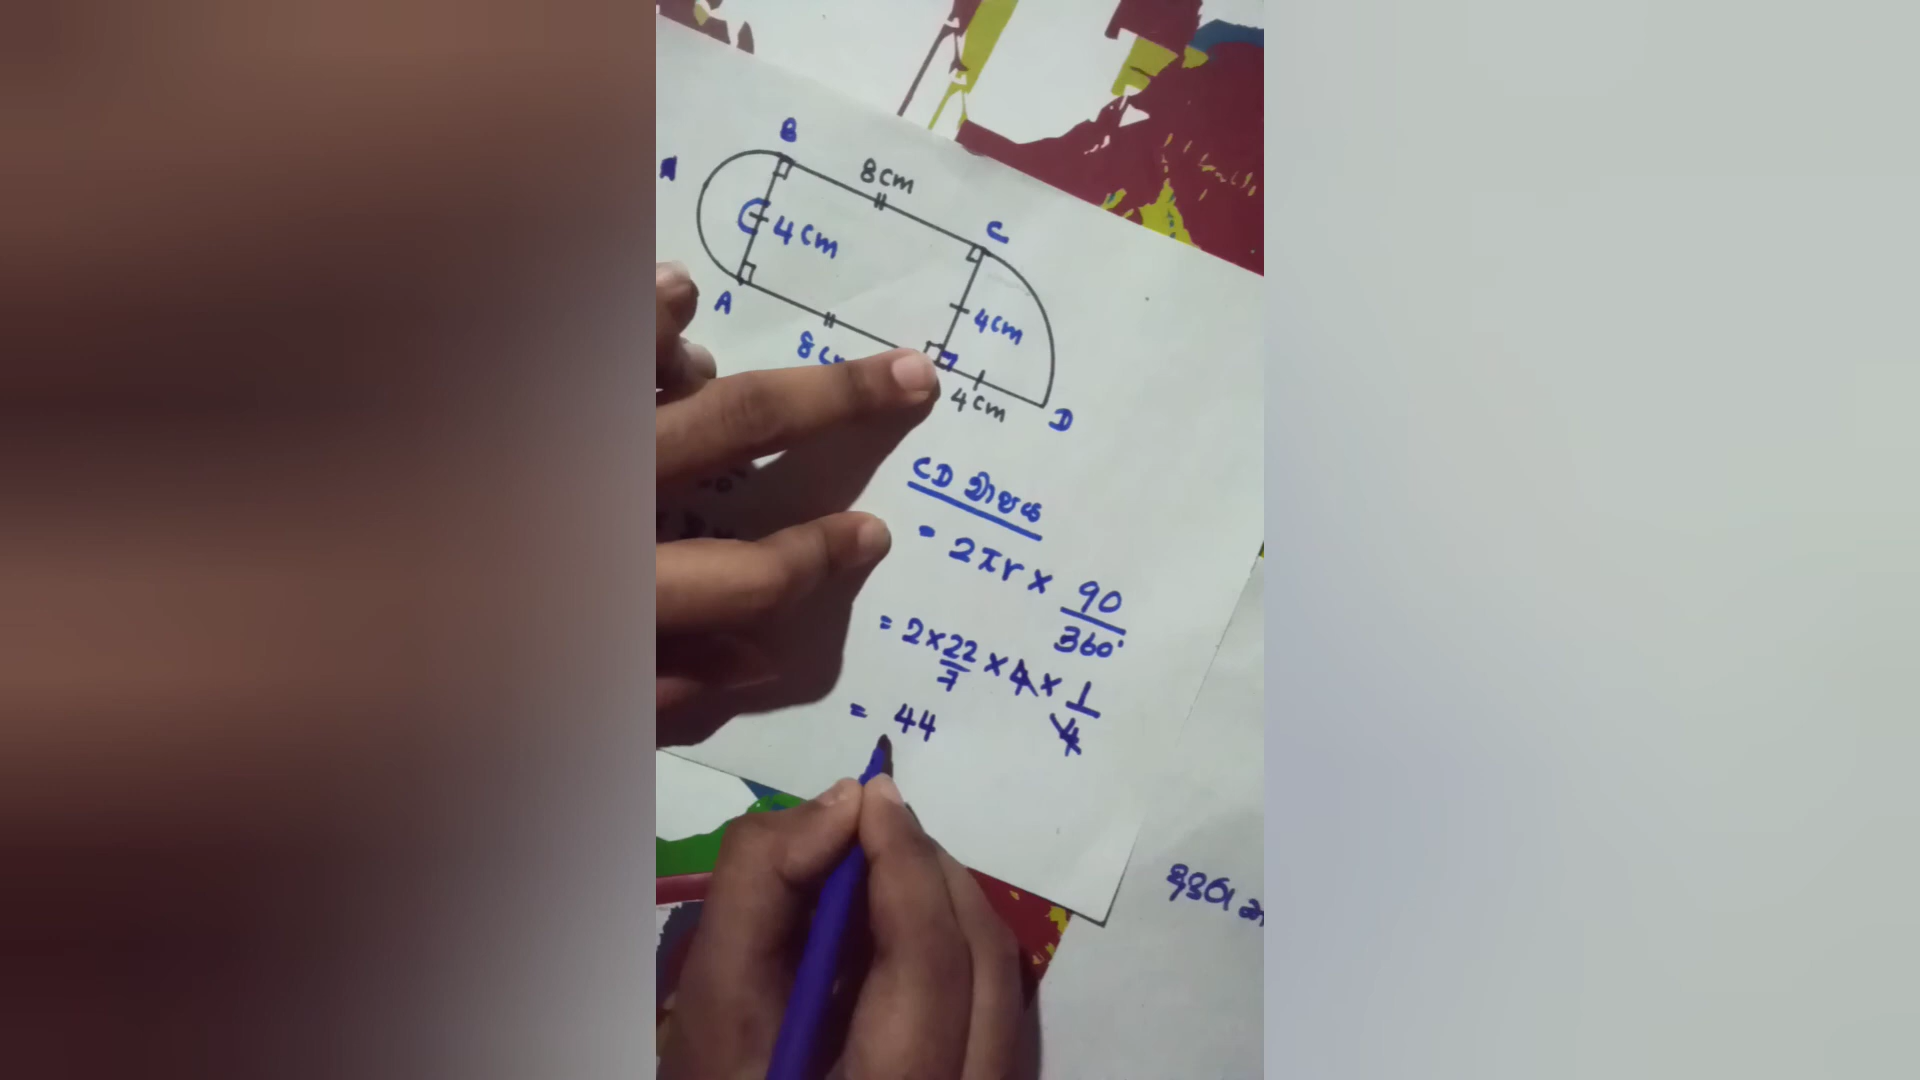 B
8cm
C
4cm
A
4cm
8c
4cm
D
CD චාපය
= 2πr × 90/360°
= 2 × 22/7 × 4 × 1/4
= 44